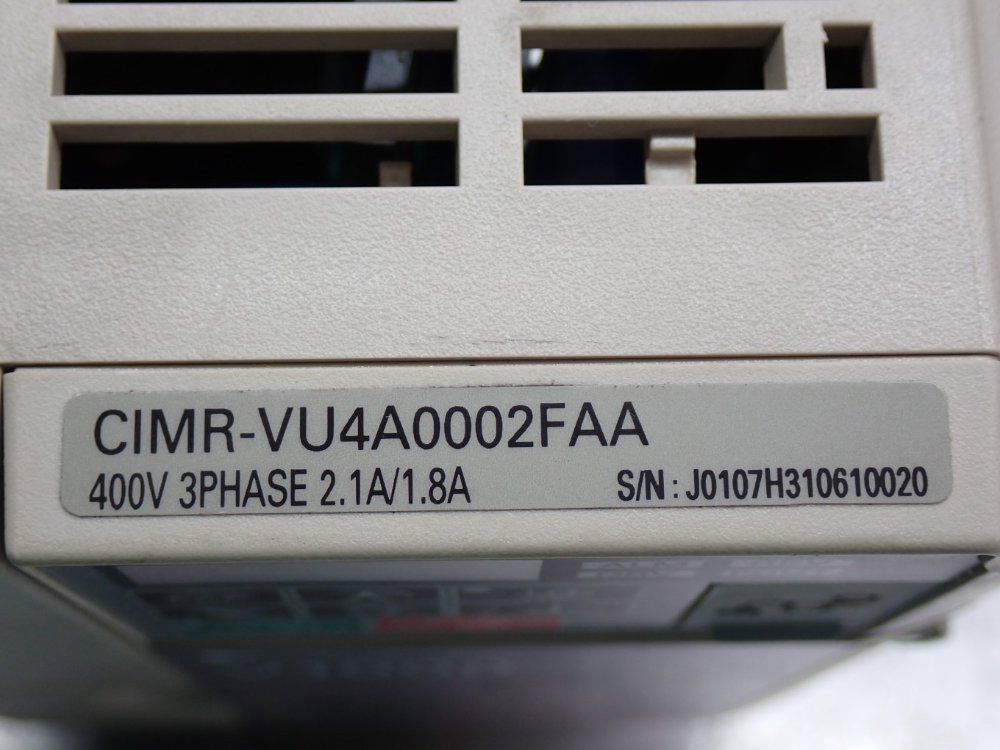 CIMR-VU4A0002FAA
400V 3PHASE 2.1A/1.8A
S/N : J0107H310610020